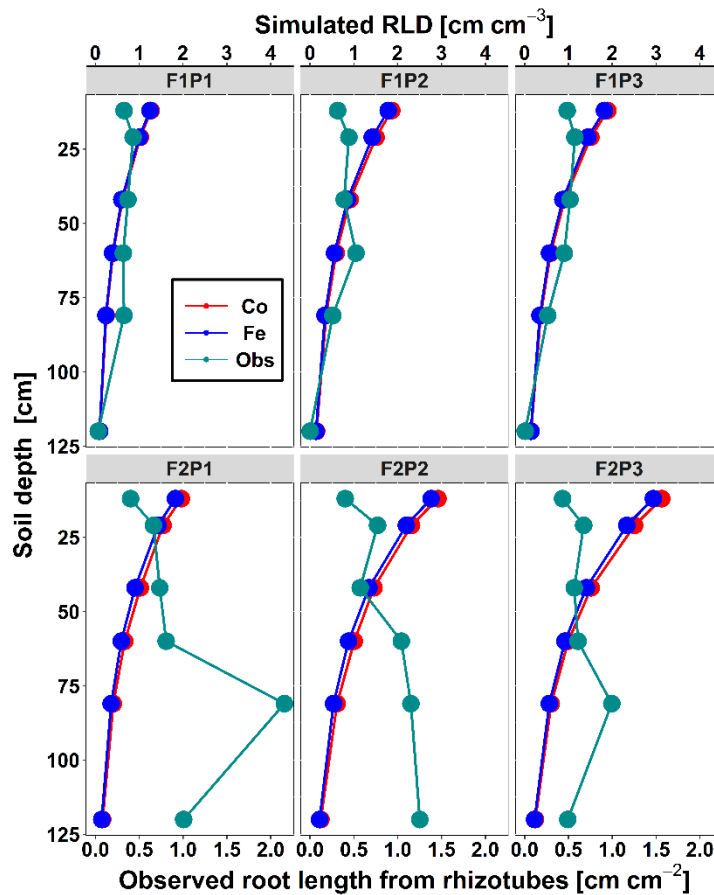 Simulated RLD [cm cm⁻³]
0 1 2 3 4 0 1 2 3 4 0 1 2 3 4
F1P1 F1P2 F1P3
25
50
75
100
125
Co
Fe
Obs
Soil depth [cm]
F2P1 F2P2 F2P3
25
50
75
100
125
0.0 0.5 1.0 1.5 2.0 0.0 0.5 1.0 1.5 2.0 0.0 0.5 1.0 1.5 2.0
Observed root length from rhizotubes [cm cm⁻²]